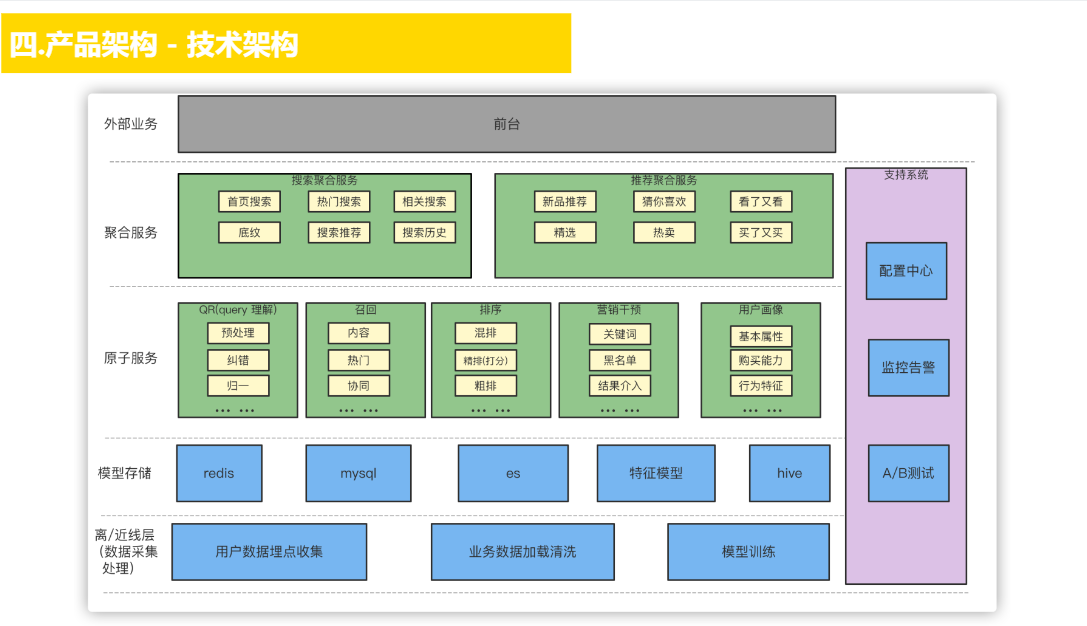 四.产品架构 - 技术架构
外部业务
前台
聚合服务
搜索聚合服务
首页搜索
热门搜索
相关搜索
底纹
搜索推荐
搜索历史
推荐聚合服务
新品推荐
猜你喜欢
看了又看
精选
热卖
买了又买
原子服务
QR(query 理解)
预处理
纠错
归一
... ...
召回
内容
热门
协同
... ...
排序
混排
精排(打分)
粗排
... ...
营销干预
关键词
黑名单
结果介入
... ...
用户画像
基本属性
购买能力
行为特征
... ...
模型存储
redis
mysql
es
特征模型
hive
离/近线层
(数据采集
处理)
用户数据埋点收集
业务数据加载清洗
模型训练
支持系统
配置中心
监控告警
A/B测试